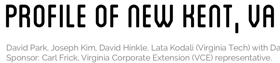 PROFILE OF NEW KENT, VA
David Park, Joseph Kim, David Hinkle, Lata Kodali (Virginia Tech) with Da
Sponsor: Carl Frick, Virginia Corporate Extension (VCE) representative.